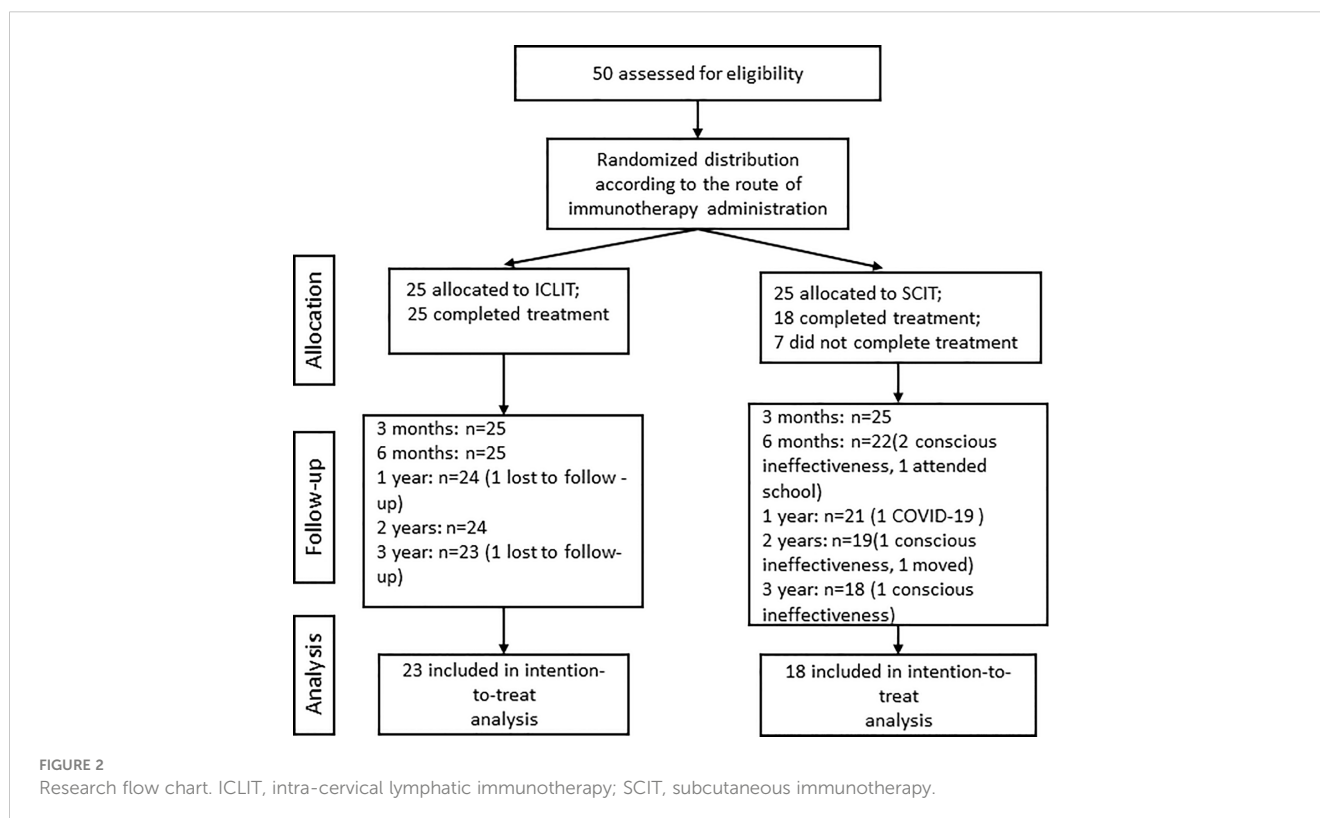 50 assessed for eligibility
Randomized distribution
according to the route of
immunotherapy administration
Allocation
25 allocated to ICLIT;
25 completed treatment
25 allocated to SCIT;
18 completed treatment;
7 did not complete treatment
Follow-up
3 months: n=25
6 months: n=25
1 year: n=24 (1 lost to follow -
up)
2 years: n=24
3 year: n=23 (1 lost to follow-
up)
3 months: n=25
6 months: n=22(2 conscious
ineffectiveness, 1 attended
school)
1 year: n=21 (1 COVID-19 )
2 years: n=19(1 conscious
ineffectiveness, 1 moved)
3 year: n=18 (1 conscious
ineffectiveness)
Analysis
23 included in intention-
to-treat
analysis
18 included in intention-to-
treat
analysis
FIGURE 2
Research flow chart. ICLIT, intra-cervical lymphatic immunotherapy; SCIT, subcutaneous immunotherapy.